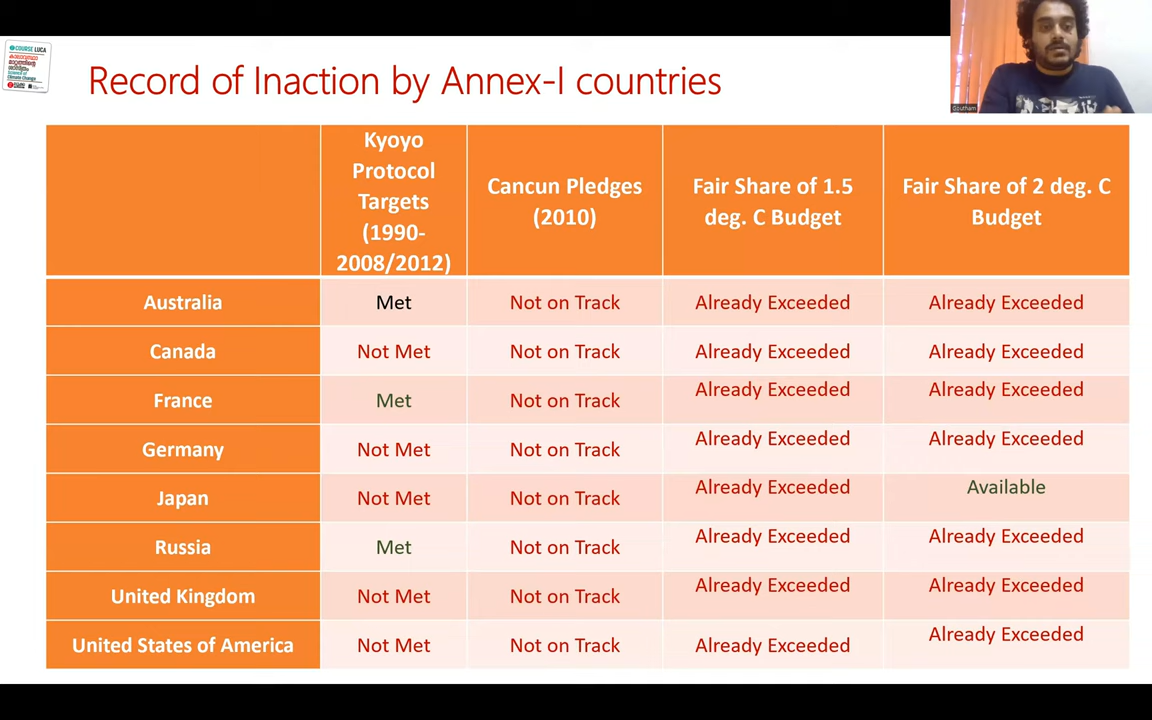 COURSE LUCA
Record of Inaction by Annex-I countries
Goutham
Kyoyo
Protocol
Targets
(1990-
2008/2012)
Cancun Pledges
(2010)
Fair Share of 1.5
deg. C Budget
Fair Share of 2 deg. C
Budget
Australia Met Not on Track Already Exceeded Already Exceeded
Canada Not Met Not on Track Already Exceeded Already Exceeded
France Met Not on Track Already Exceeded Already Exceeded
Germany Not Met Not on Track Already Exceeded Already Exceeded
Japan Not Met Not on Track Already Exceeded Available
Russia Met Not on Track Already Exceeded Already Exceeded
United Kingdom Not Met Not on Track Already Exceeded Already Exceeded
United States of America Not Met Not on Track Already Exceeded Already Exceeded